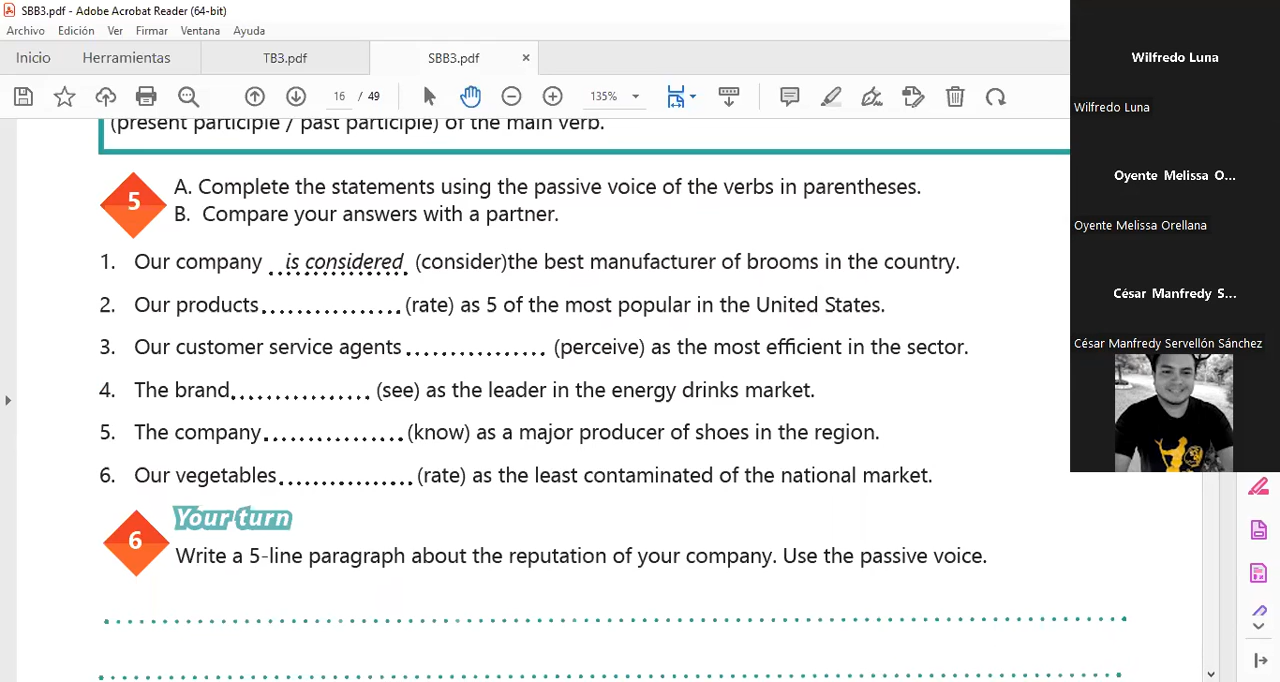 SBB3.pdf - Adobe Acrobat Reader (64-bit)
Archivo Edición Ver Firmar Ventana Ayuda
Inicio Herramientas TB3.pdf SBB3.pdf ×
16 / 49 135%
(present participle / past participle) of the main verb.
5 A. Complete the statements using the passive voice of the verbs in parentheses.
B. Compare your answers with a partner.
1. Our company is considered (consider)the best manufacturer of brooms in the country.
2. Our products................ (rate) as 5 of the most popular in the United States.
3. Our customer service agents ................ (perceive) as the most efficient in the sector.
4. The brand................ (see) as the leader in the energy drinks market.
5. The company................ (know) as a major producer of shoes in the region.
6. Our vegetables................ (rate) as the least contaminated of the national market.
Your turn
6 Write a 5-line paragraph about the reputation of your company. Use the passive voice.
Wilfredo Luna
Wilfredo Luna
Oyente Melissa O...
Oyente Melissa Orellana
César Manfredy S...
César Manfredy Servellón Sánchez